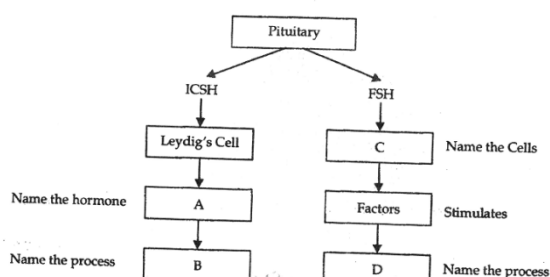 Pituitary
ICSH
FSH
Leydig's Cell
C
Name the Cells
Name the hormone
A
Factors
Stimulates
Name the process
B
D
Name the process